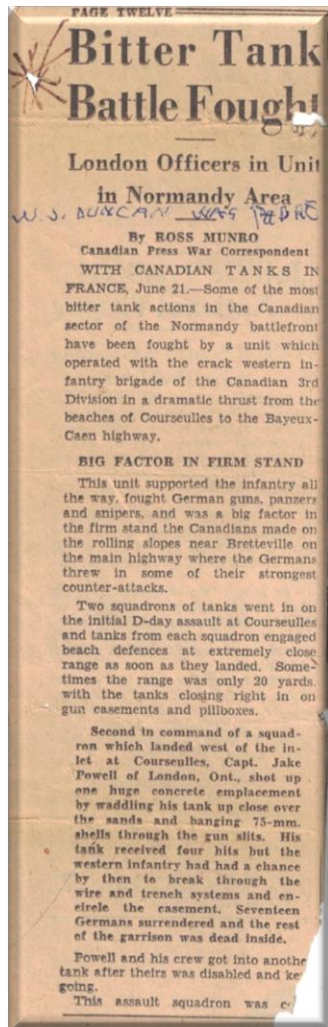 PAGE TWELVE
Bitter Tank
Battle Fought
London Officers in Unit
in Normandy Area
W. J. DUNCAN WAS PADRE
By ROSS MUNRO
Canadian Press War Correspondent
WITH CANADIAN TANKS IN
FRANCE, June 21.—Some of the most
bitter tank actions in the Canadian
sector of the Normandy battlefront
have been fought by a unit which
operated with the crack western in-
fantry brigade of the Canadian 3rd
Division in a dramatic thrust from the
beaches of Courseulles to the Bayeux-
Caen highway.
BIG FACTOR IN FIRM STAND
This unit supported the infantry all
the way, fought German guns, panzers
and snipers, and was a big factor in
the firm stand the Canadians made on
the rolling slopes near Bretteville on
the main highway where the Germans
threw in some of their strongest
counter-attacks.
Two squadrons of tanks went in on
the initial D-day assault at Courseulles
and tanks from each squadron engaged
beach defences at extremely close
range as soon as they landed. Some-
times the range was only 20 yards,
with the tanks closing right in on
gun casements and pillboxes.
Second in command of a squad-
ron which landed west of the in-
let at Courseulles, Capt. Jake
Powell of London, Ont., shot up
one huge concrete emplacement
by waddling his tank up close over
the sands and banging 75-mm.
shells through the gun slits. His
tank received four hits but the
western infantry had had a chance
by then to break through the
wire and trench systems and en-
eirele the casement. Seventeen
Germans surrendered and the rest
of the garrison was dead inside.
Powell and his crew got into anothe
tank after theirs was disabled and ke
going.
This assault squadron was